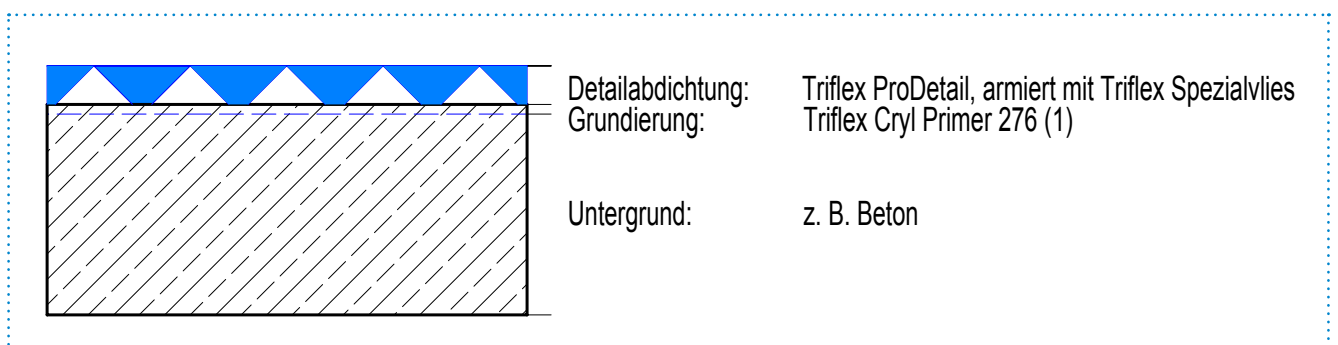 Detailabdichtung: Triflex ProDetail, armiert mit Triflex Spezialvlies
Grundierung: Triflex Cryl Primer 276 (1)
Untergrund: z. B. Beton